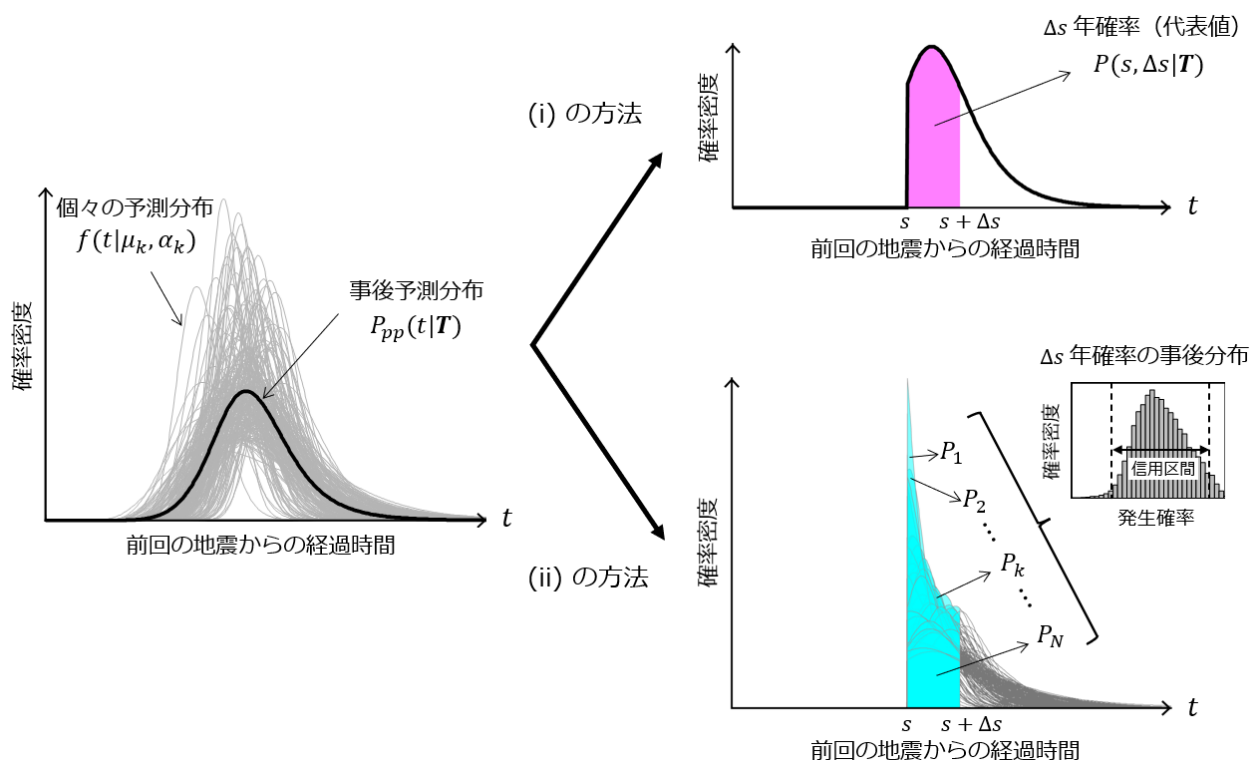 個々の予測分布
f(t|μ_k, α_k)
事後予測分布
P_pp(t|T)
確率密度
t
前回の地震からの経過時間
(i) の方法
Δs 年確率（代表値）
P(s, Δs|T)
確率密度
t
s
s + Δs
前回の地震からの経過時間
(ii) の方法
Δs 年確率の事後分布
確率密度
信用区間
発生確率
P_1
P_2
⋯
P_k
⋯
P_N
確率密度
t
s
s + Δs
前回の地震からの経過時間